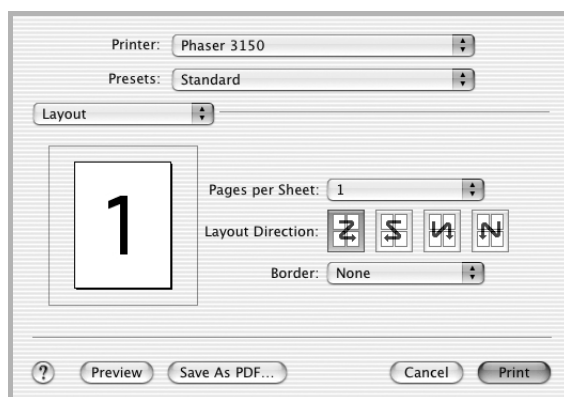 Printer: Phaser 3150
Presets: Standard
Layout
1
Pages per Sheet: 1
Layout Direction:
Border: None
? Preview Save As PDF... Cancel Print